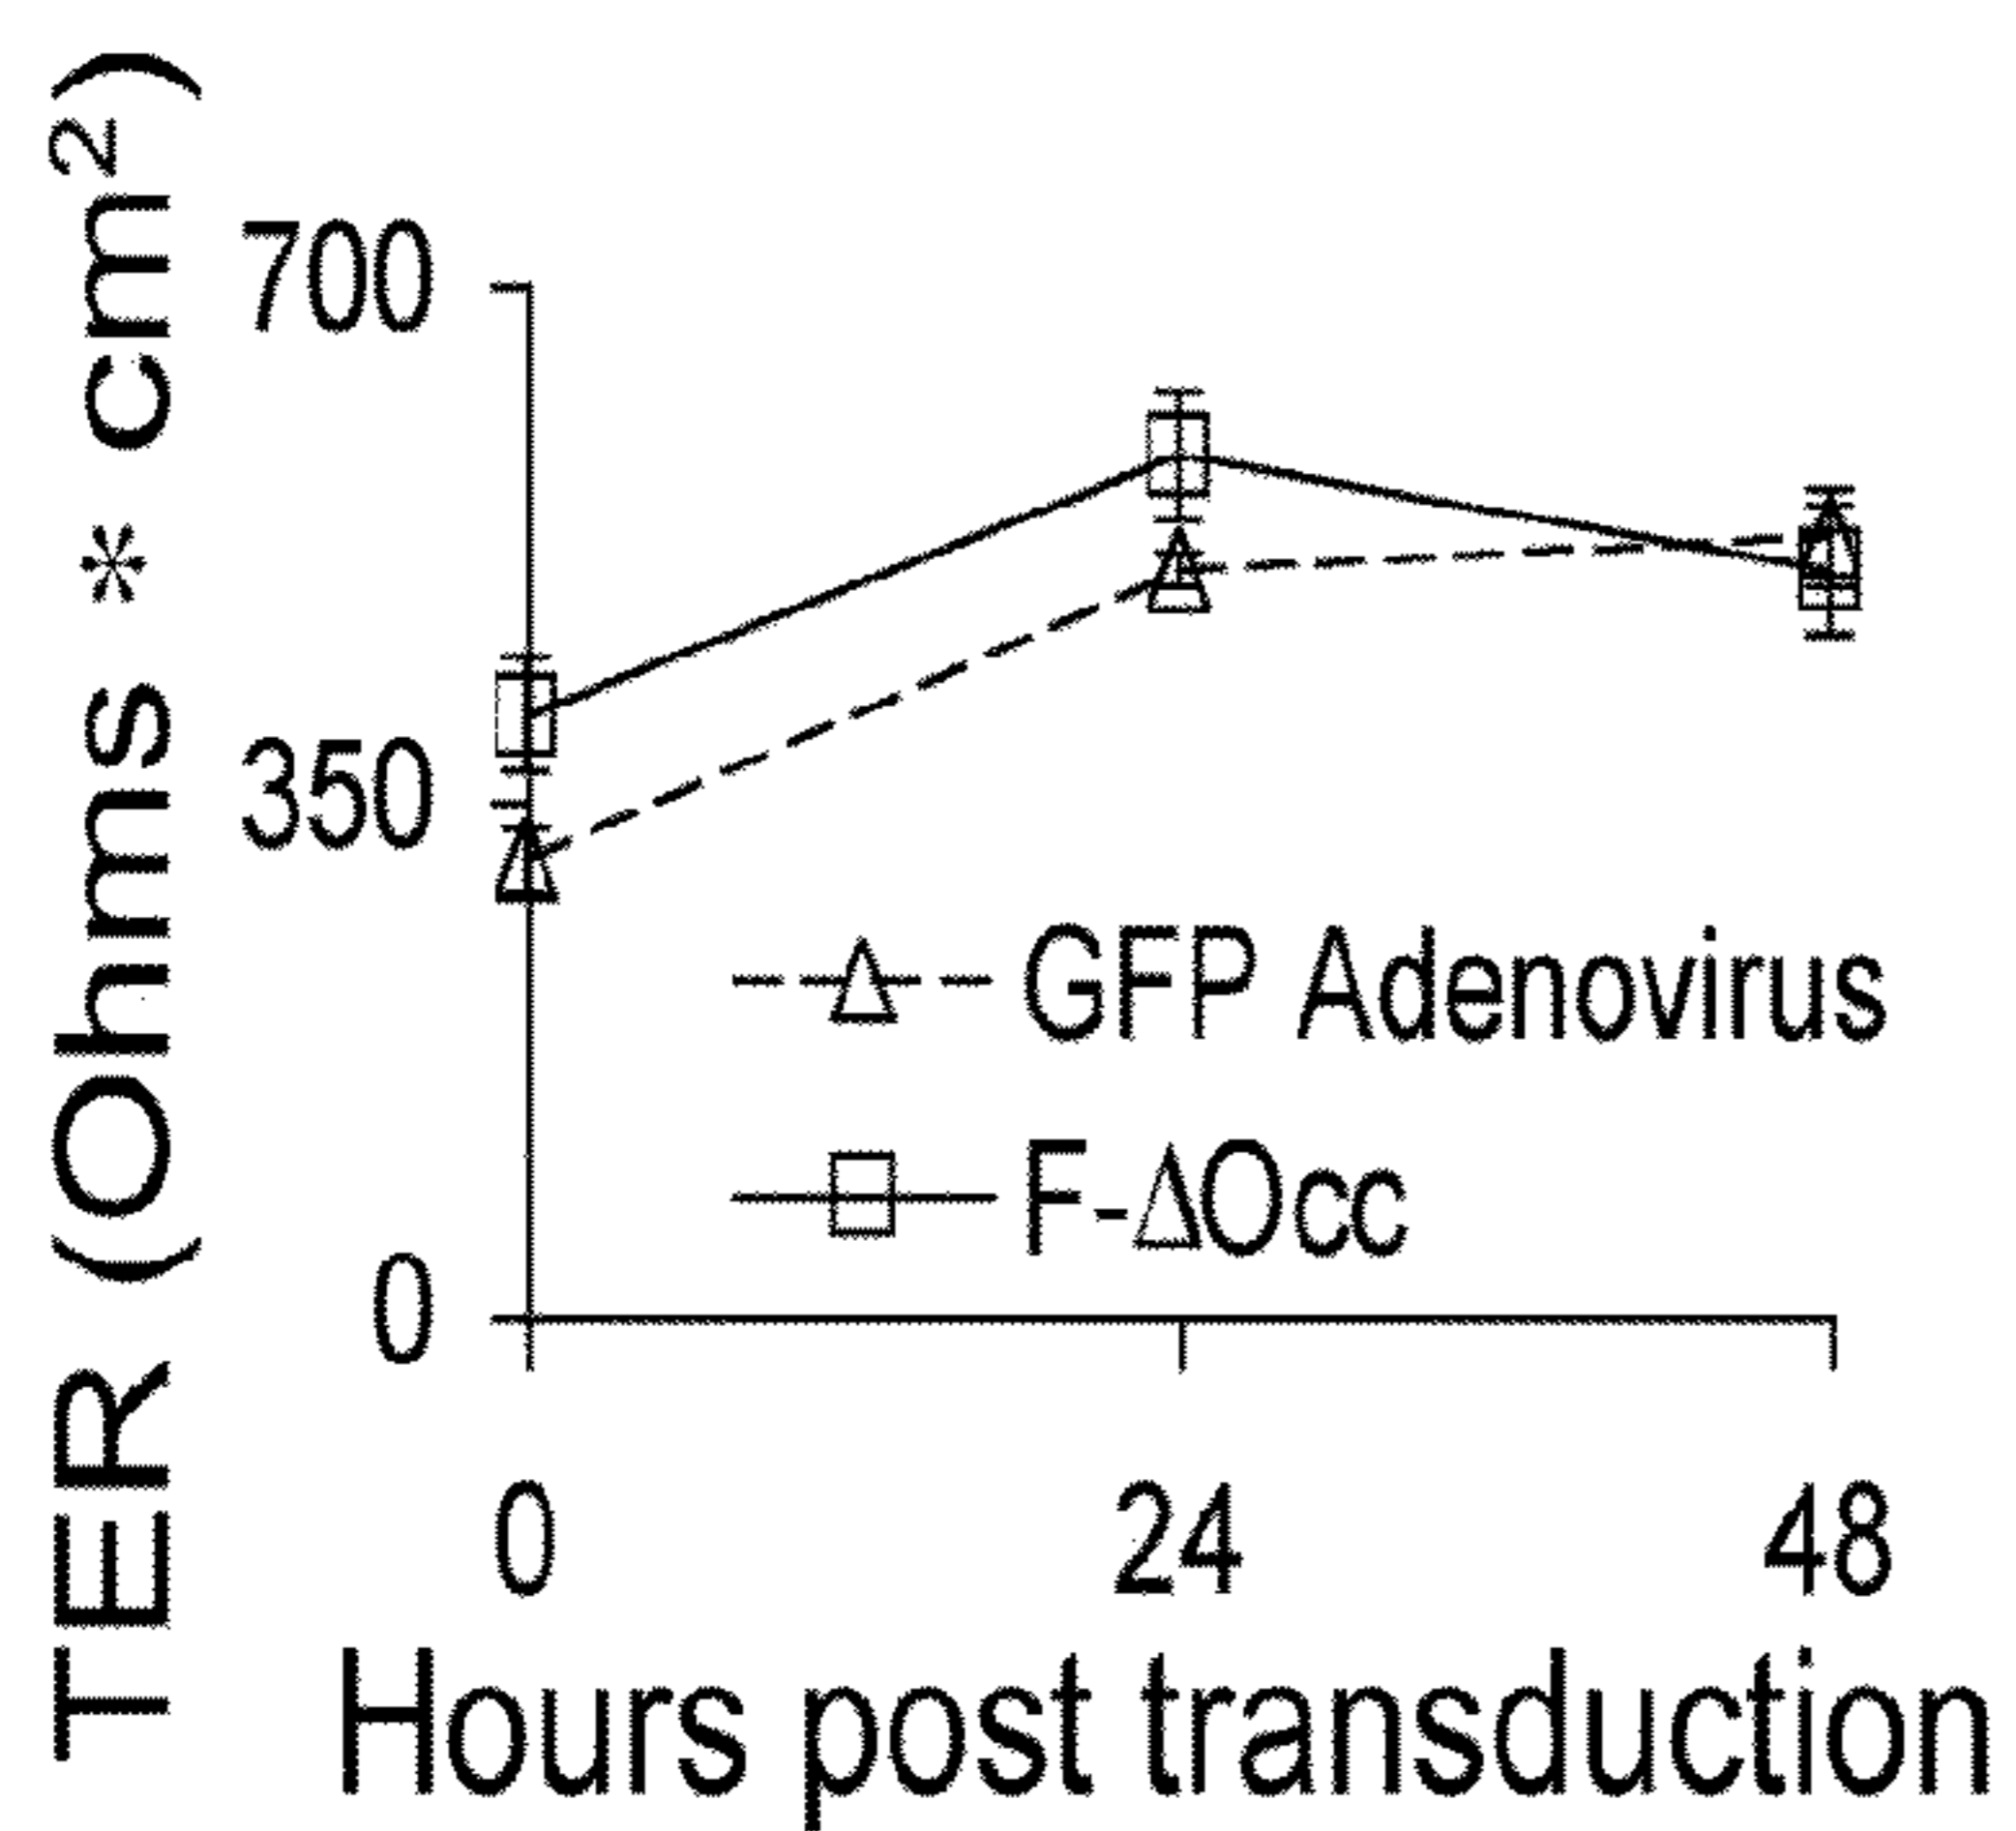 TER (Ohms * cm²)
700
350
0
GFP Adenovirus
F-ΔOcc
0 24 48
Hours post transduction